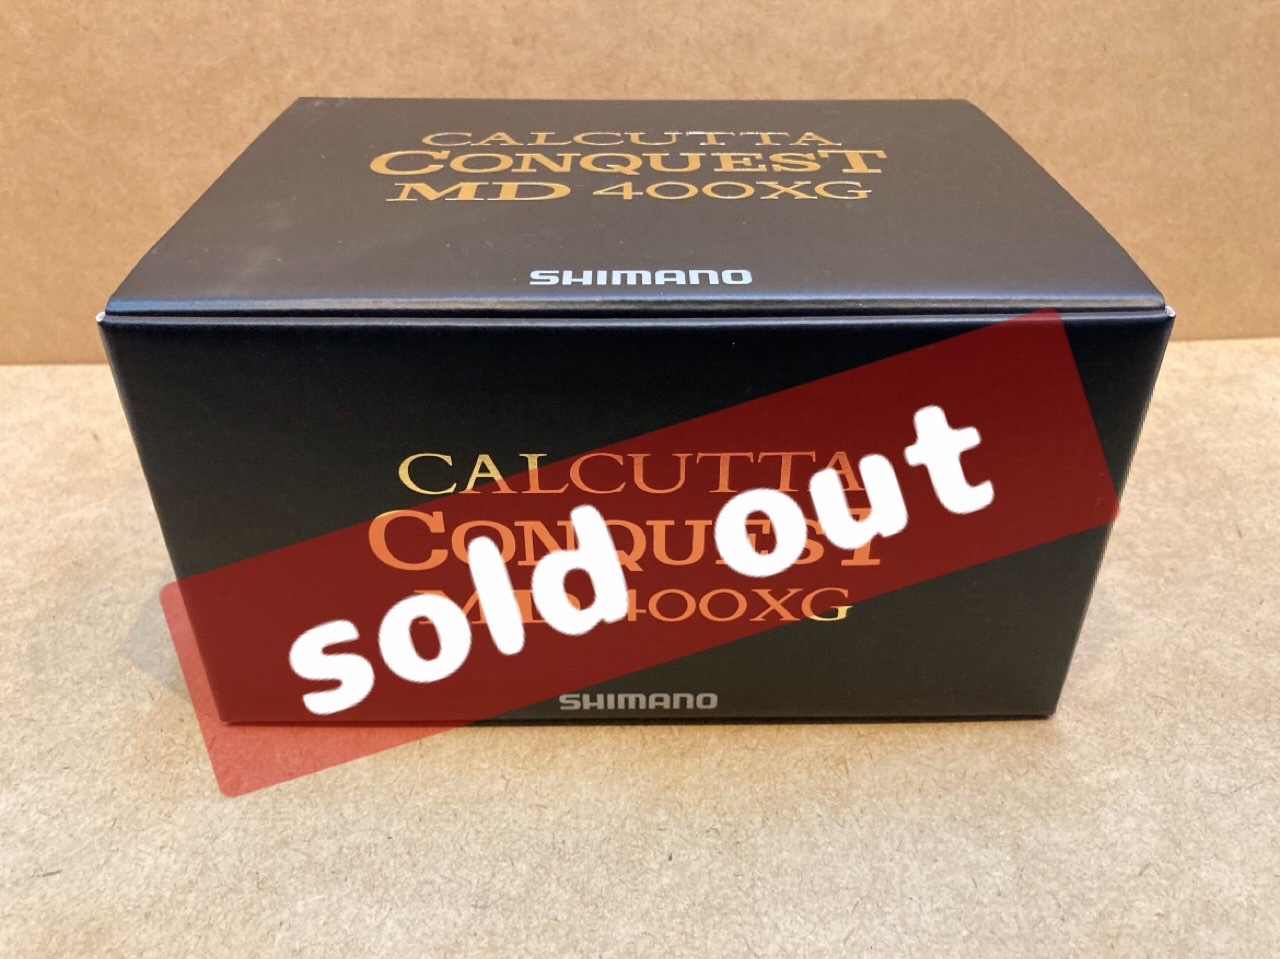 CALCUTTA
CONQUEST
MD 400XG
SHIMANO
CALCUTTA
CONQUEST
MD 400XG
sold out
SHIMANO